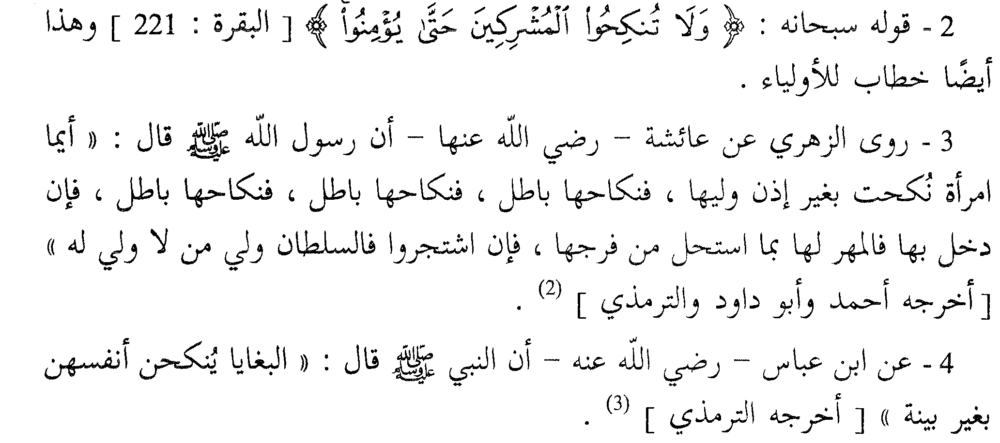 2 - قوله سبحانه : ﴿ وَلَا تُنكِحُواْ ٱلْمُشْرِكِينَ حَتَّىٰ يُؤْمِنُواْ ﴾ [ البقرة : 221 ] وهذا
أيضًا خطاب للأولياء .
3 - روى الزهري عن عائشة – رضي اللّه عنها – أن رسول اللّه ﷺ قال : « أيما
امرأة نُكحت بغير إذن وليها ، فنكاحها باطل ، فنكاحها باطل ، فنكاحها باطل ، فإن
دخل بها فالمهر لها بما استحل من فرجها ، فإن اشتجروا فالسلطان ولي من لا ولي له »
[ أخرجه أحمد وأبو داود والترمذي ] (2) .
4 - عن ابن عباس – رضي اللّه عنه – أن النبي ﷺ قال : « البغايا يُنكحن أنفسهن
بغير بينة » [ أخرجه الترمذي ] (3) .